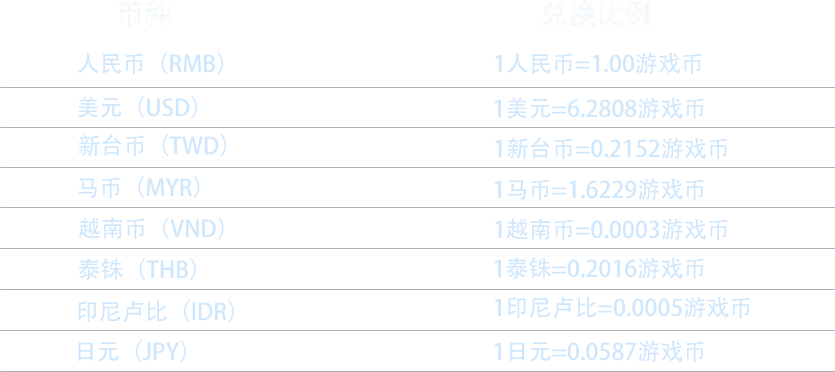 币种 兑换比例
人民币（RMB） 1人民币=1.00游戏币
美元（USD） 1美元=6.2808游戏币
新台币（TWD） 1新台币=0.2152游戏币
马币（MYR） 1马币=1.6229游戏币
越南币（VND） 1越南币=0.0003游戏币
泰铢（THB） 1泰铢=0.2016游戏币
印尼卢比（IDR） 1印尼卢比=0.0005游戏币
日元（JPY） 1日元=0.0587游戏币